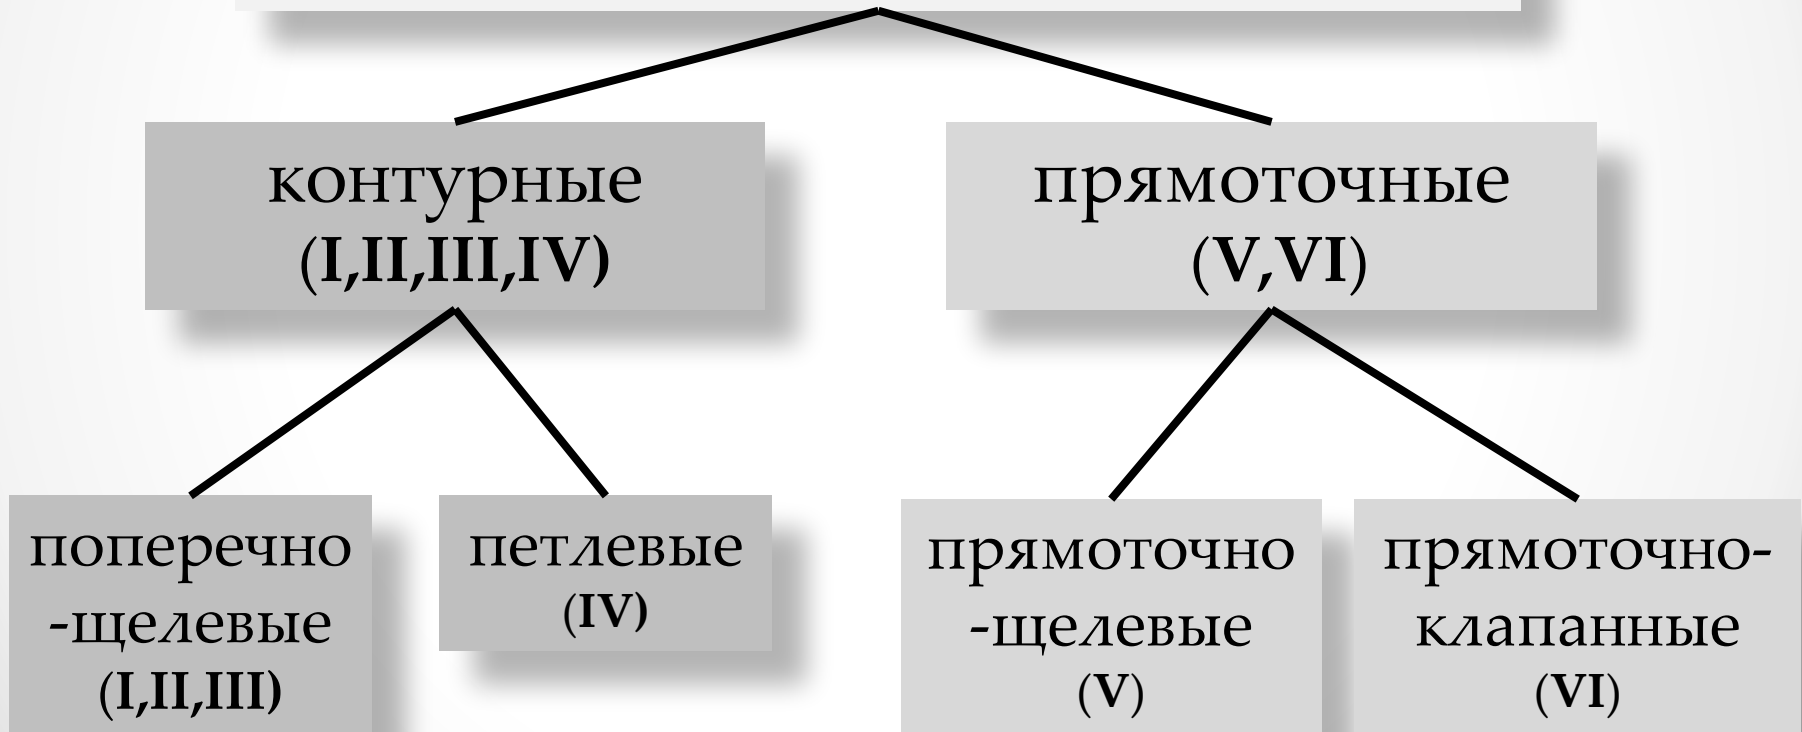 контурные
(I,II,III,IV)
прямоточные
(V,VI)
поперечно
-щелевые
(I,II,III)
петлевые
(IV)
прямоточно
-щелевые
(V)
прямоточно-
клапанные
(VI)